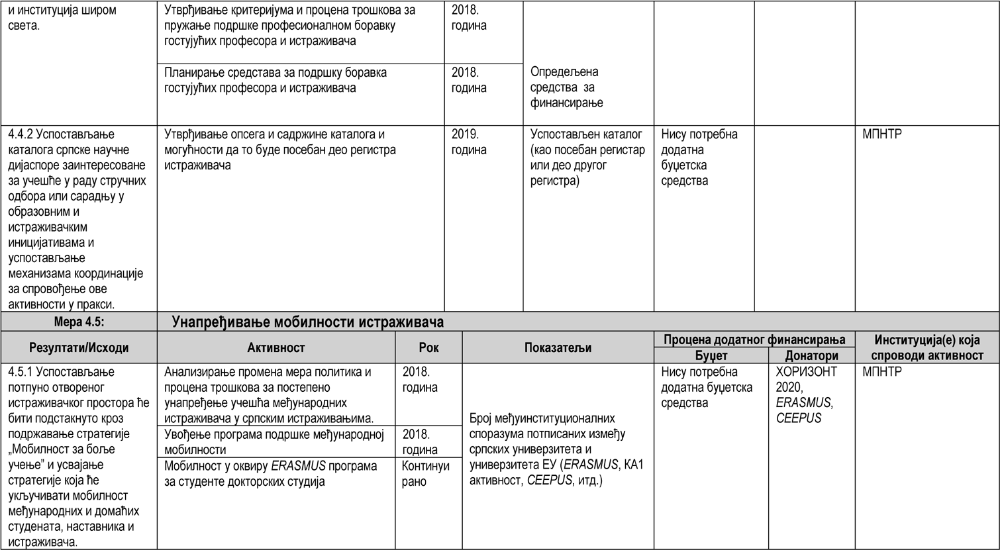 и институција широм
света.
Утврђивање критеријума и процена трошкова за
пружање подршке професионалном боравку
гостујућих професора и истраживача
2018.
година
Планирање средстава за подршку боравка
гостујућих професора и истраживача
2018.
година
Опредељена
средства за
финансирање
4.4.2 Успостављање
каталога српске научне
дијаспоре заинтересоване
за учешће у раду стручних
одбора или сарадњу у
образовним и
истраживачким
иницијативама и
успостављање
механизама координације
за спровођење ове
активности у пракси.
Утврђивање опсега и садржине каталога и
могућности да то буде посебан део регистра
истраживача
2019.
година
Успостављен каталог
(као посебан регистар
или део другог
регистра)
Нису потребна
додатна
буџетска
средства
МПНТР
Мера 4.5:
Унапређивање мобилности истраживача
Резултати/Исходи
Активност
Рок
Показатељи
Процена додатног финансирања
Буџет
Донатори
Институција(е) која
спроводи активност
4.5.1 Успостављање
потпуно отвореног
истраживачког простора ће
бити подстакнуто кроз
подржавање стратегије
„Мобилност за боље
учење” и усвајање
стратегије која ће
укључивати мобилност
међународних и домаћих
студената, наставника и
истраживача.
Анализирање промена мера политика и
процена трошкова за постепено
унапређење учешћа међународних
истраживача у српским истраживањима.
2018.
година
Увођење програма подршке међународној
мобилности
2018.
година
Мобилност у оквиру ERASMUS програма
за студенте докторских студија
Континуи
рано
Број међуинституционалних
споразума потписаних између
српских универзитета и
универзитета ЕУ (ERASMUS, КА1
активност, CEEPUS, итд.)
Нису потребна
додатна буџетска
средства
ХОРИЗОНТ
2020,
ERASMUS,
CEEPUS
МПНТР